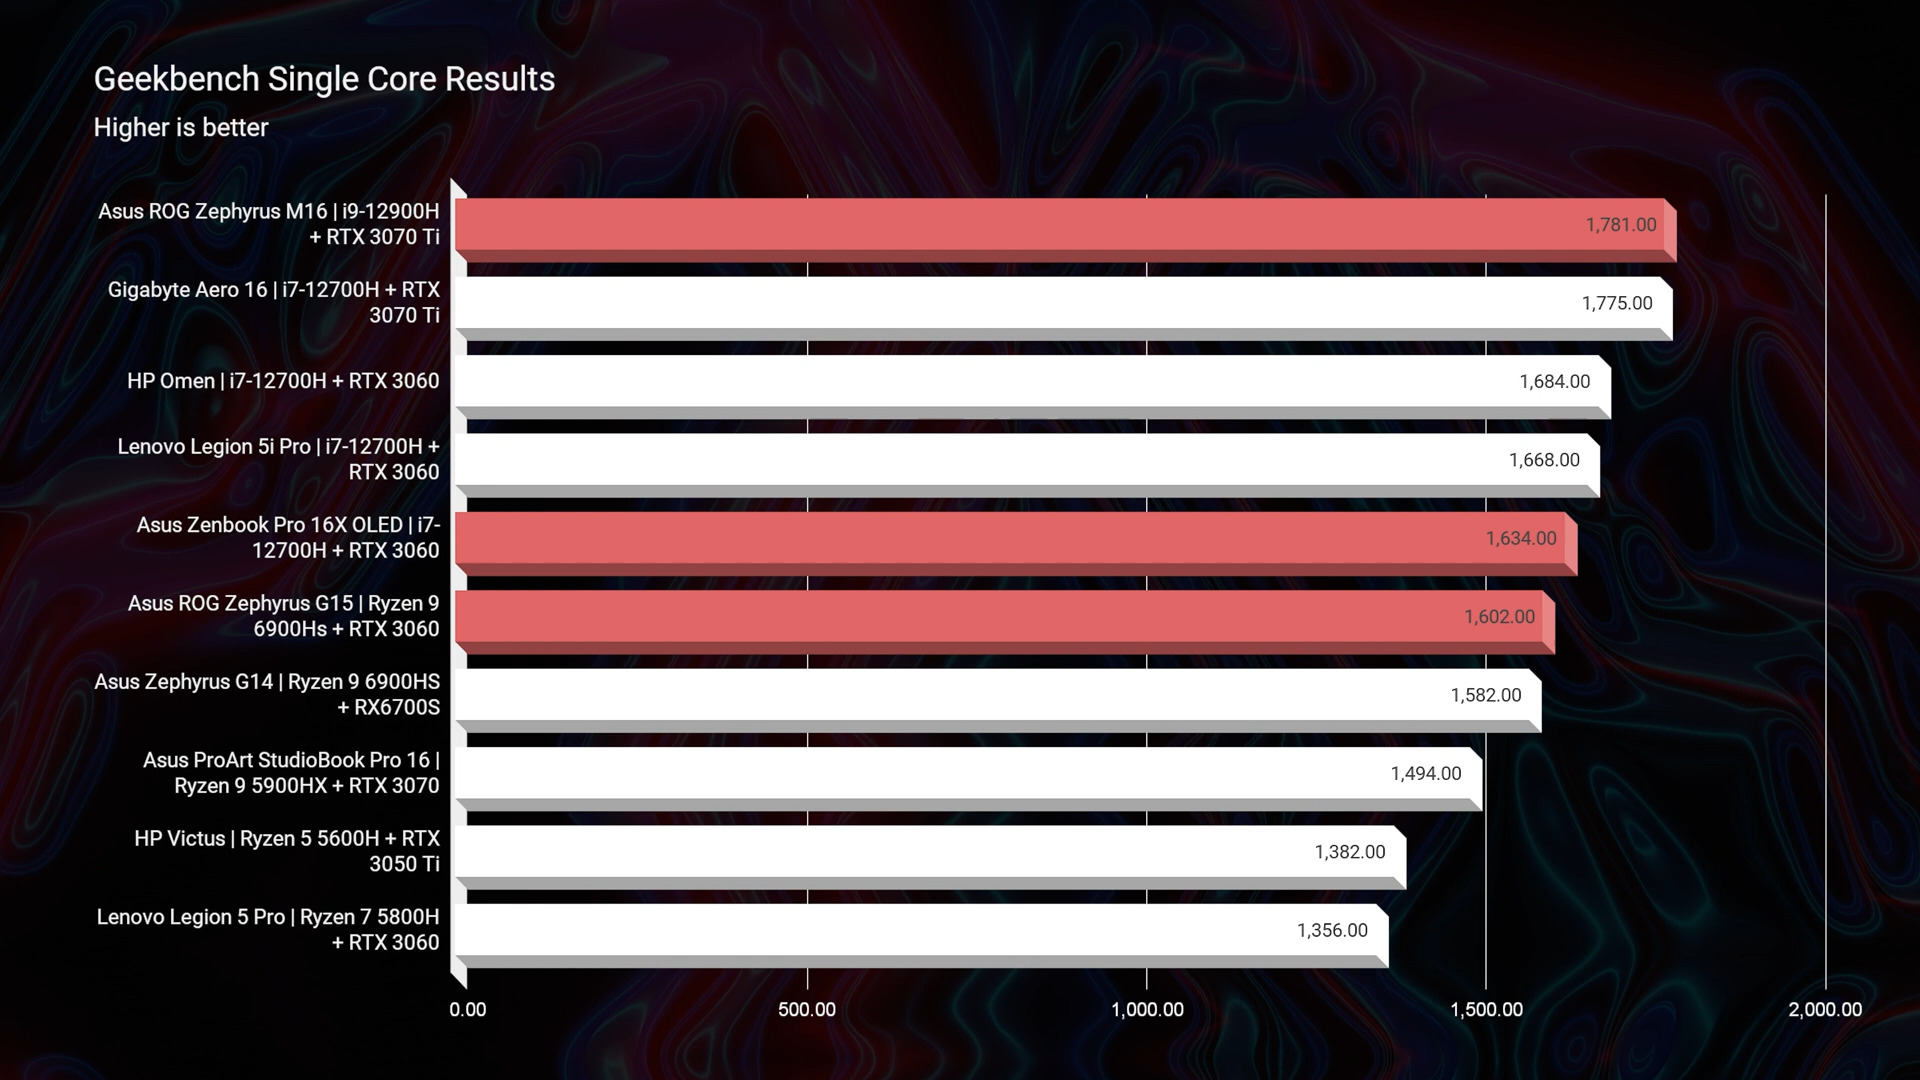 Geekbench Single Core Results
Higher is better
Asus ROG Zephyrus M16 | i9-12900H
+ RTX 3070 Ti
1,781.00
Gigabyte Aero 16 | i7-12700H + RTX
3070 Ti
1,775.00
HP Omen | i7-12700H + RTX 3060
1,684.00
Lenovo Legion 5i Pro | i7-12700H +
RTX 3060
1,668.00
Asus Zenbook Pro 16X OLED | i7-
12700H + RTX 3060
1,634.00
Asus ROG Zephyrus G15 | Ryzen 9
6900Hs + RTX 3060
1,602.00
Asus Zephyrus G14 | Ryzen 9 6900HS
+ RX6700S
1,582.00
Asus ProArt StudioBook Pro 16 |
Ryzen 9 5900HX + RTX 3070
1,494.00
HP Victus | Ryzen 5 5600H + RTX
3050 Ti
1,382.00
Lenovo Legion 5 Pro | Ryzen 7 5800H
+ RTX 3060
1,356.00
0.00 500.00 1,000.00 1,500.00 2,000.00